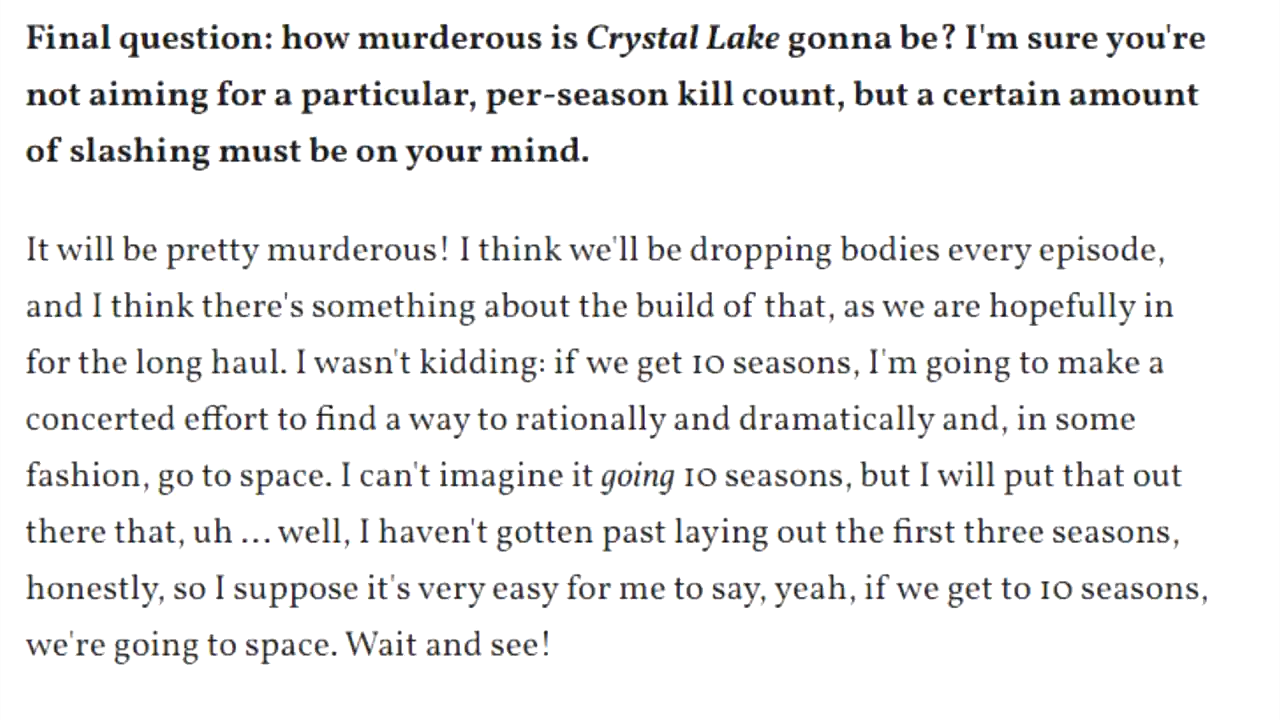 Final question: how murderous is Crystal Lake gonna be? I'm sure you're
not aiming for a particular, per-season kill count, but a certain amount
of slashing must be on your mind.
It will be pretty murderous! I think we'll be dropping bodies every episode,
and I think there's something about the build of that, as we are hopefully in
for the long haul. I wasn't kidding: if we get 10 seasons, I'm going to make a
concerted effort to find a way to rationally and dramatically and, in some
fashion, go to space. I can't imagine it going 10 seasons, but I will put that out
there that, uh ... well, I haven't gotten past laying out the first three seasons,
honestly, so I suppose it's very easy for me to say, yeah, if we get to 10 seasons,
we're going to space. Wait and see!